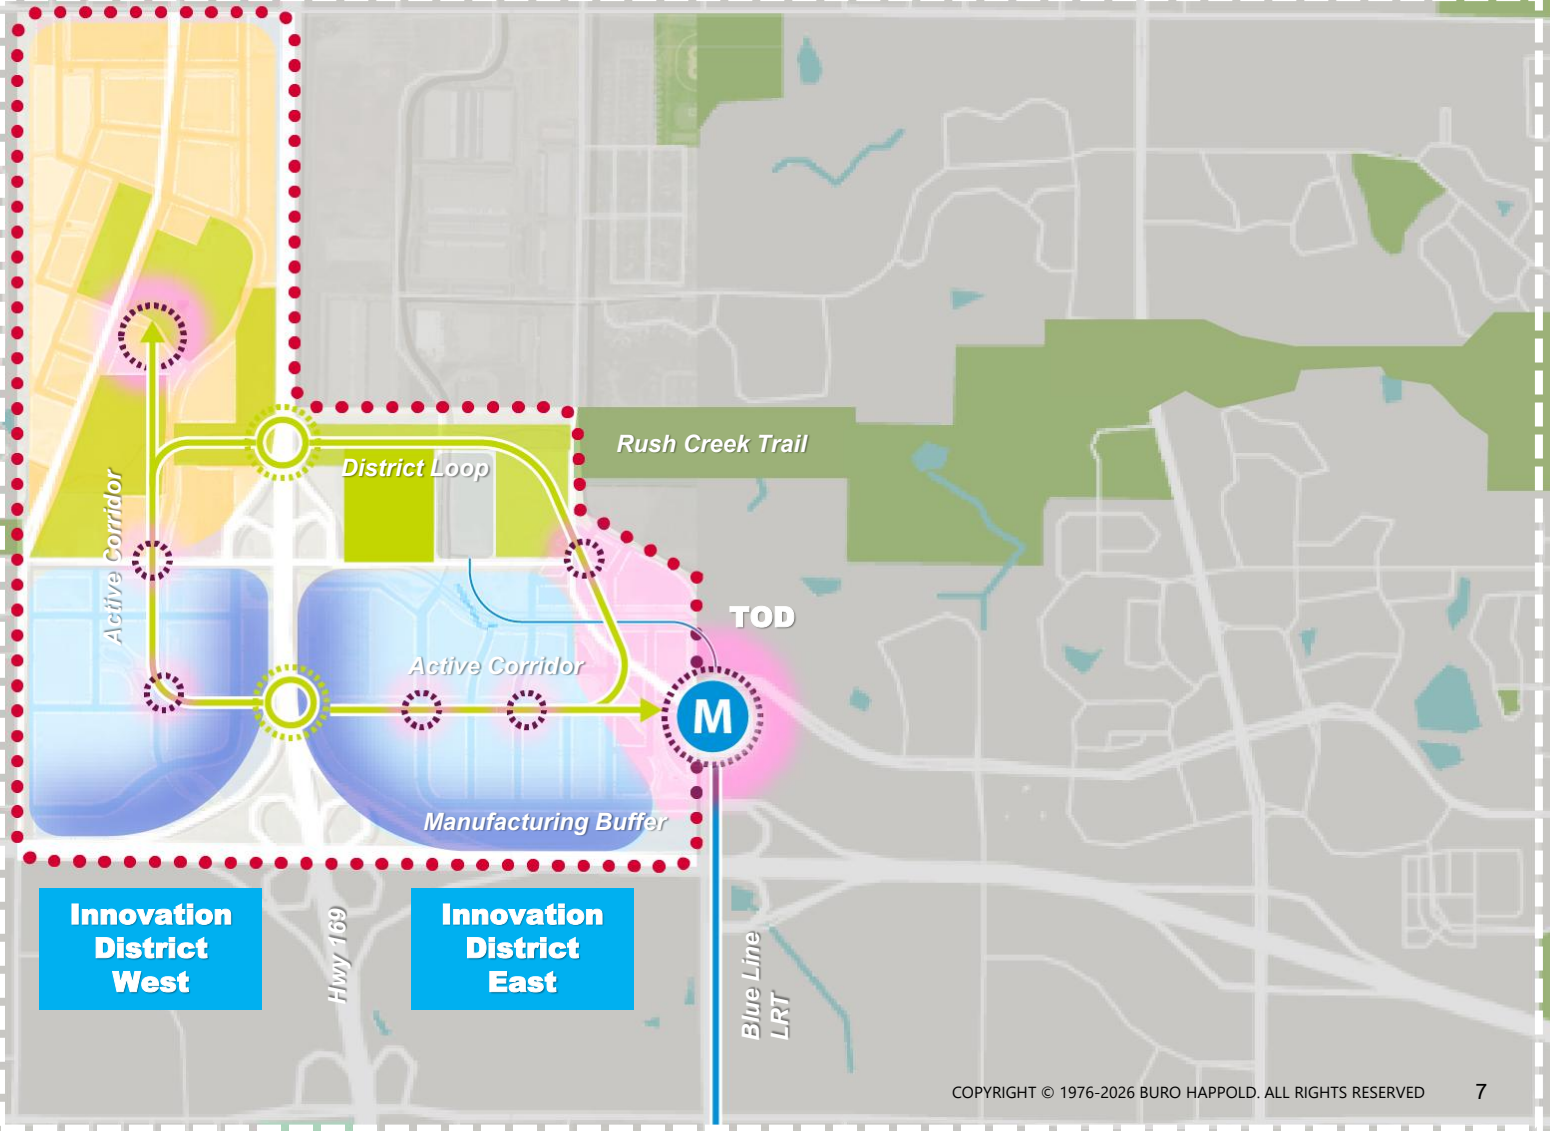 Rush Creek Trail
District Loop
Active Corridor
TOD
Active Corridor
M
Manufacturing Buffer
Innovation
District
West
Innovation
District
East
Hwy 169
Blue Line
LRT
COPYRIGHT © 1976-2026 BURO HAPPOLD. ALL RIGHTS RESERVED
7